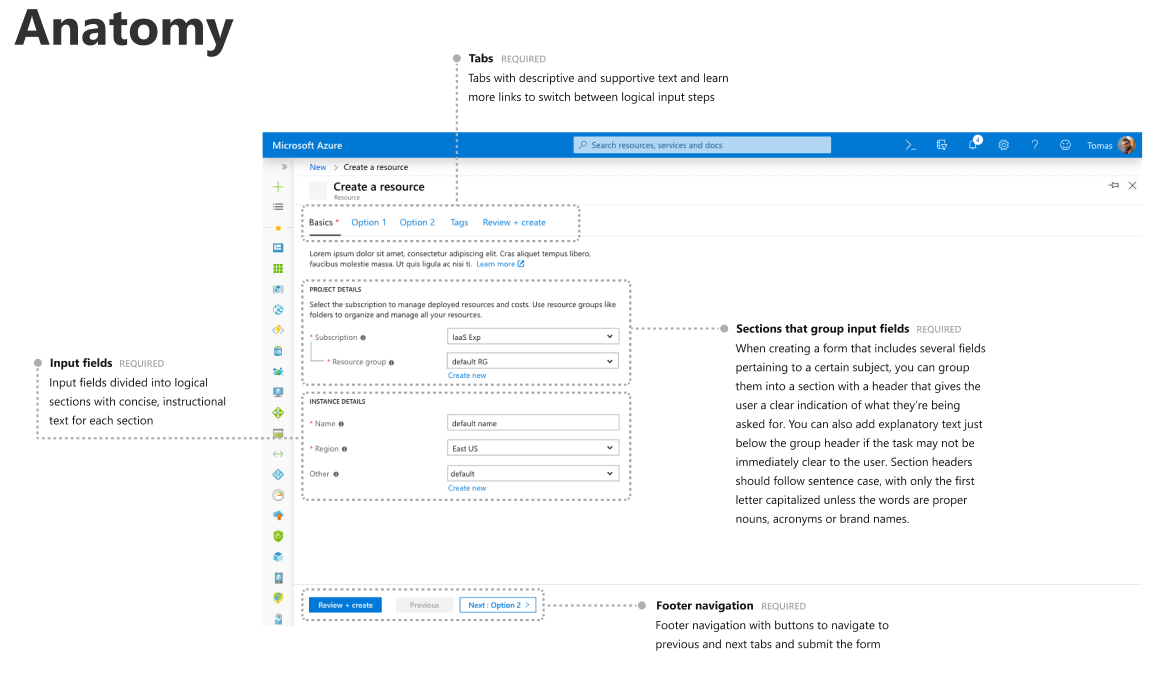 Anatomy
Tabs REQUIRED
Tabs with descriptive and supportive text and learn
more links to switch between logical input steps
Microsoft Azure
Search resources, services and docs
4
Tomas
New > Create a resource
Create a resource
Resource
Basics * Option 1 Option 2 Tags Review + create
Lorem ipsum dolor sit amet, consectetur adipiscing elit. Cras aliquet tempus libero,
faucibus molestie massa. Ut quis ligula ac nisi ti. Learn more
PROJECT DETAILS
Select the subscription to manage deployed resources and costs. Use resource groups like
folders to organize and manage all your resources.
* Subscription IaaS Exp
* Resource group default RG
Create new
INSTANCE DETAILS
* Name default name
* Region East US
Other default
Create new
Review + create Previous Next : Option 2 >
Input fields REQUIRED
Input fields divided into logical
sections with concise, instructional
text for each section
Sections that group input fields REQUIRED
When creating a form that includes several fields
pertaining to a certain subject, you can group
them into a section with a header that gives the
user a clear indication of what they're being
asked for. You can also add explanatory text just
below the group header if the task may not be
immediately clear to the user. Section headers
should follow sentence case, with only the first
letter capitalized unless the words are proper
nouns, acronyms or brand names.
Footer navigation REQUIRED
Footer navigation with buttons to navigate to
previous and next tabs and submit the form